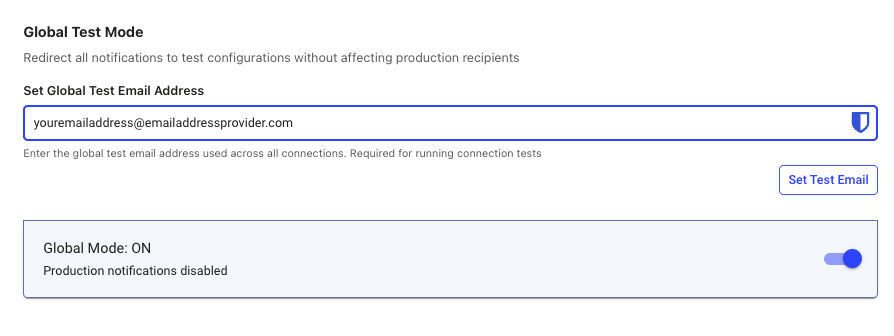 Global Test Mode
Redirect all notifications to test configurations without affecting production recipients
Set Global Test Email Address
youremailaddress@emailaddressprovider.com
Enter the global test email address used across all connections. Required for running connection tests
Set Test Email
Global Mode: ON
Production notifications disabled